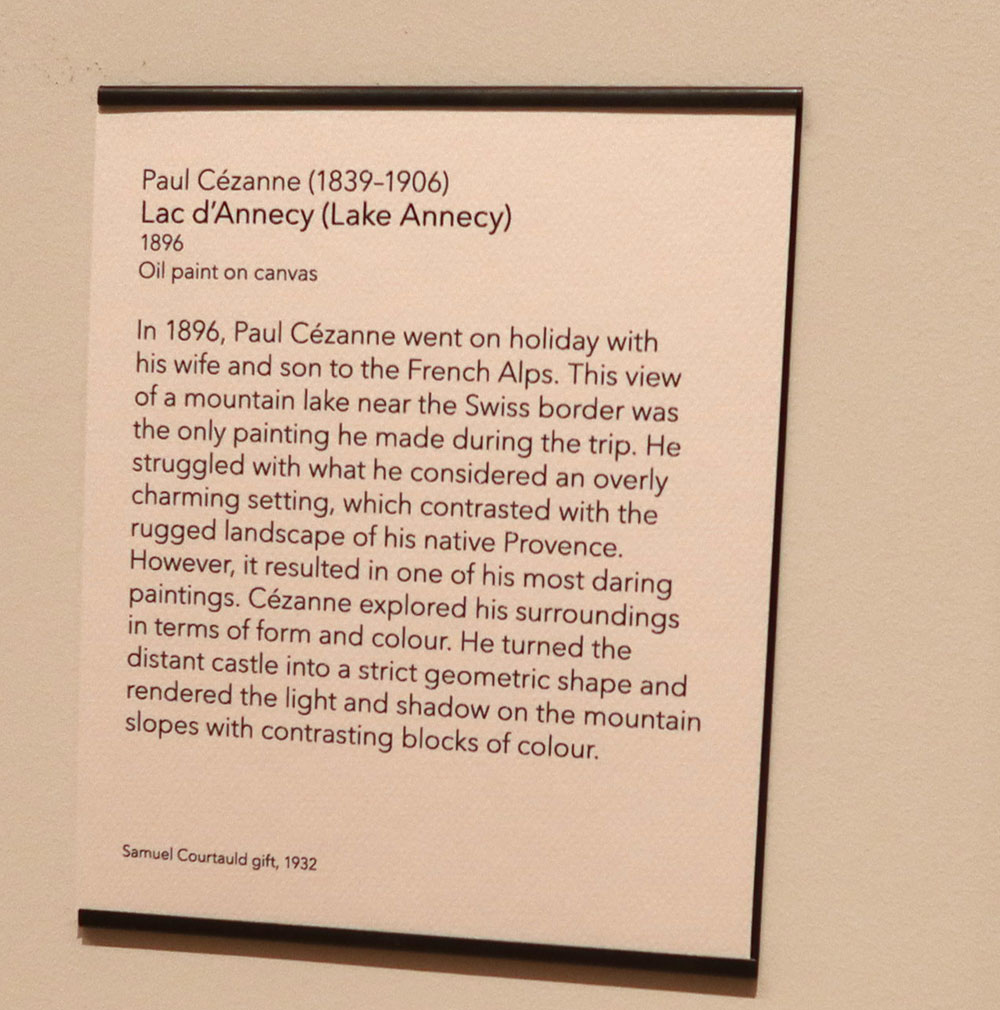 Paul Cézanne (1839–1906)
Lac d’Annecy (Lake Annecy)
1896
Oil paint on canvas
In 1896, Paul Cézanne went on holiday with
his wife and son to the French Alps. This view
of a mountain lake near the Swiss border was
the only painting he made during the trip. He
struggled with what he considered an overly
charming setting, which contrasted with the
rugged landscape of his native Provence.
However, it resulted in one of his most daring
paintings. Cézanne explored his surroundings
in terms of form and colour. He turned the
distant castle into a strict geometric shape and
rendered the light and shadow on the mountain
slopes with contrasting blocks of colour.
Samuel Courtauld gift, 1932